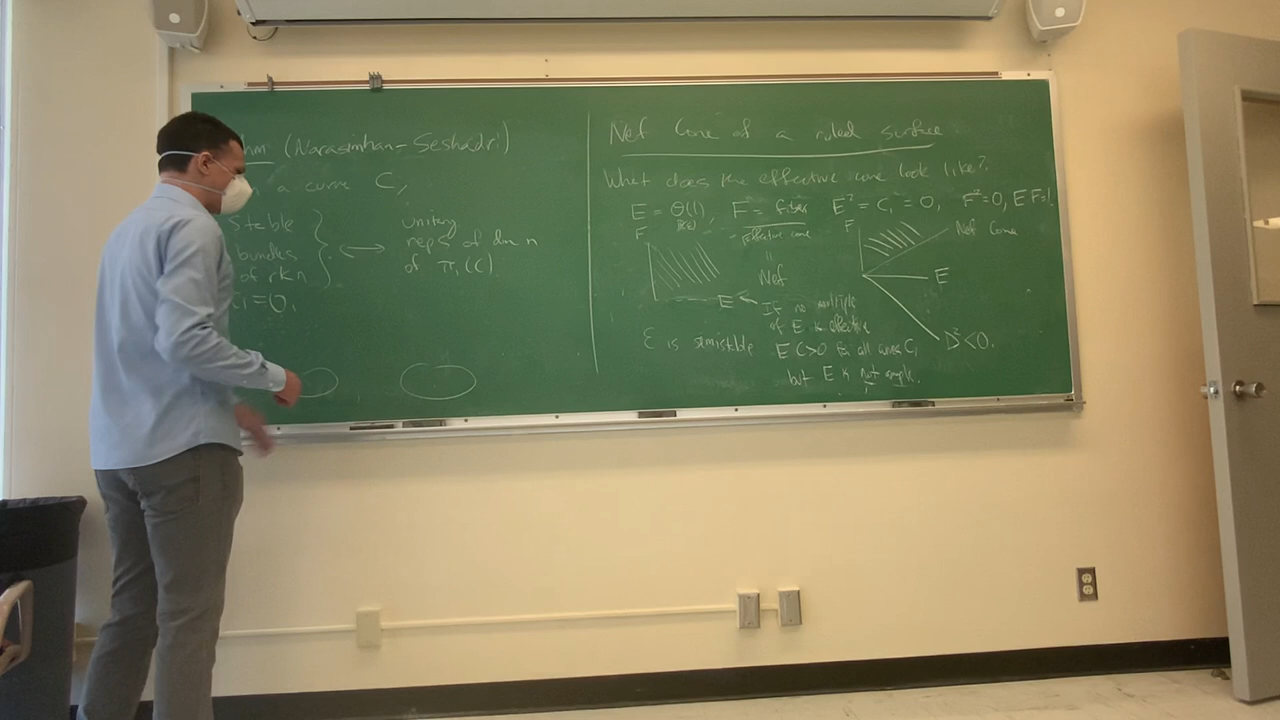 hm (Narasimhan-Seshadri)
a curve C,
stable
bundles
of rk n
c₁=0,
unitary
reps of dim n
of π₁(C).
Nef Cone of a ruled surface
What does the effective cone look like?
E = O(1), F = fiber E² = C₁ = 0, F²=0, E F=1.
P(E)
F
effective cone
=
Nef
E
If no multiple
of E is effective
E C>0 for all curves C,
but E is not ample.
ℰ is semistable
F
Nef Cone
E
D²<0.